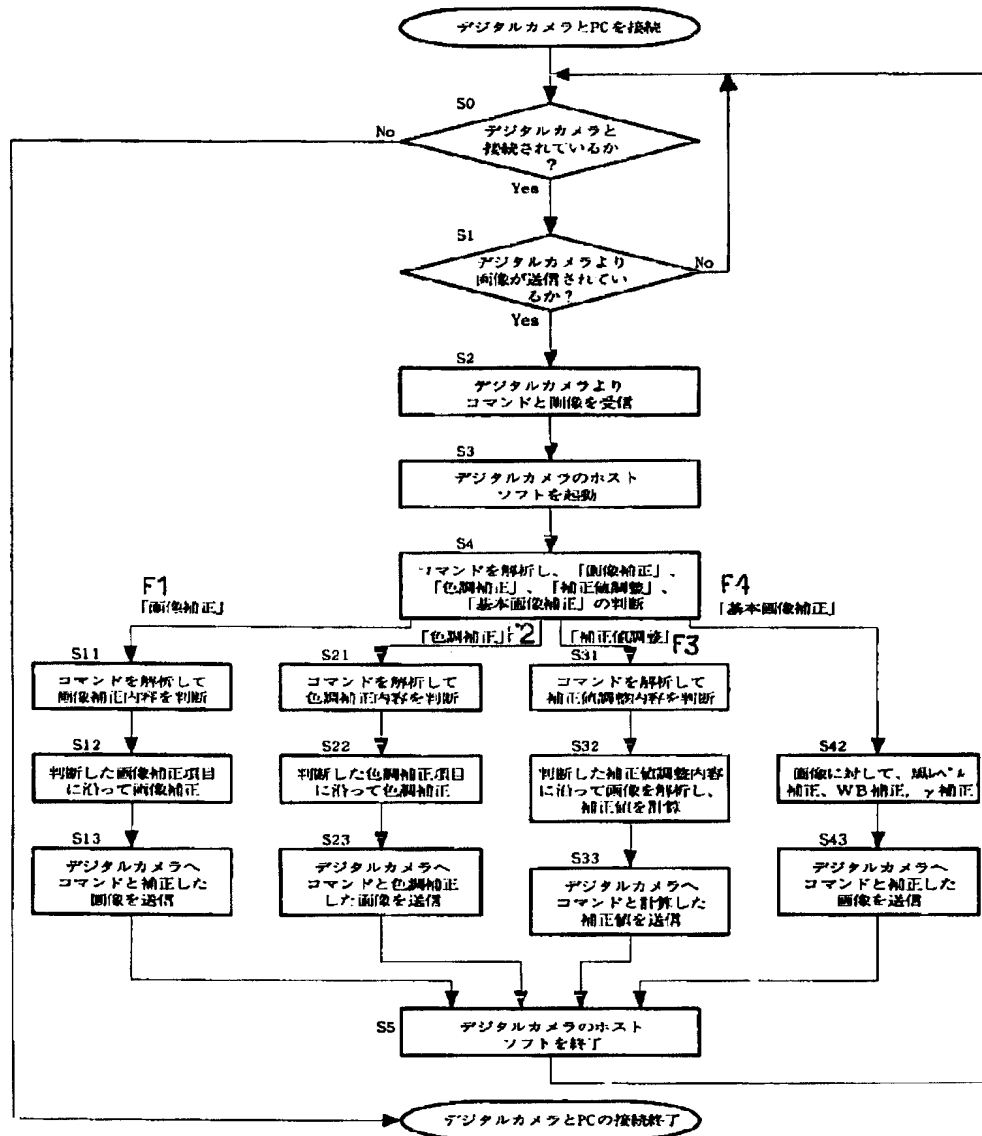 デジタルカメラとPCを接続
S0
No
デジタルカメラと
接続されているか
?
Yes
S1
デジタルカメラより
画像が送信されてい
るか?
No
Yes
S2
デジタルカメラより
コマンドと画像を受信
S3
デジタルカメラのホスト
ソフトを起動
S4
コマンドを解析し、「画像補正」、
「色調補正」、「補正値調整」、
「基本画像補正」の判断
F1
「画像補正」
「色調補正」F2
「補正値調整」F3
F4
「基本画像補正」
S11
コマンドを解析して
画像補正内容を判断
S12
判断した画像補正項目
に沿って画像補正
S13
デジタルカメラへ
コマンドと補正した
画像を送信
S21
コマンドを解析して
色調補正内容を判断
S22
判断した色調補正項目
に沿って色調補正
S23
デジタルカメラへ
コマンドと色調補正
した画像を送信
S31
コマンドを解析して
補正値調整内容を判断
S32
判断した補正値調整内容
に沿って画像を解析し、
補正値を計算
S33
デジタルカメラへ
コマンドと計算した
補正値を送信
S42
画像に対して、黒レベル
補正、WB補正、γ補正
S43
デジタルカメラへ
コマンドと補正した
画像を送信
S5
デジタルカメラのホスト
ソフトを終了
デジタルカメラとPCの接続終了